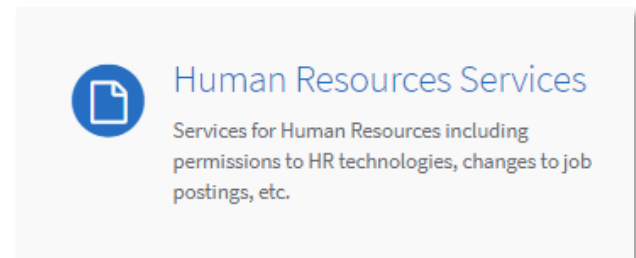 Human Resources Services
Services for Human Resources including
permissions to HR technologies, changes to job
postings, etc.